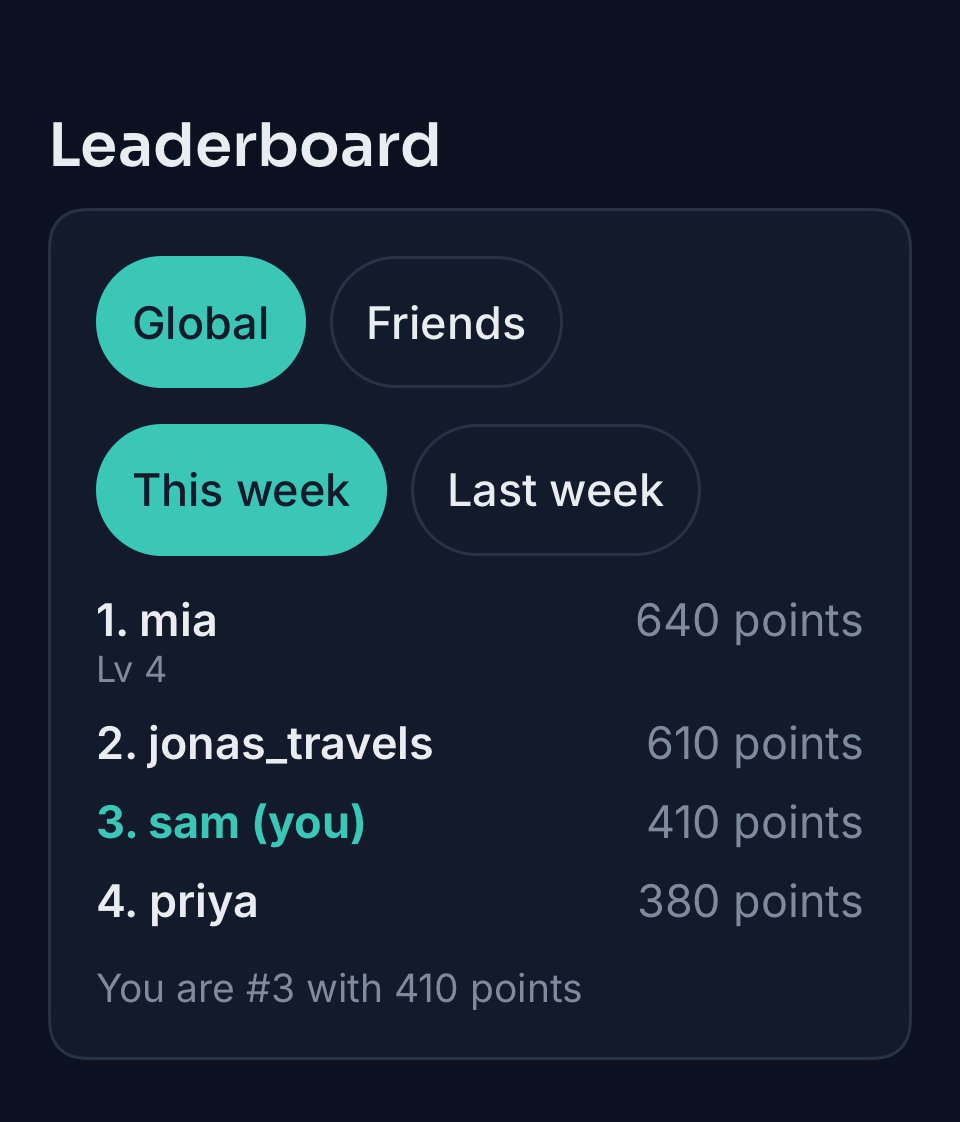 Leaderboard
Global Friends
This week Last week
1. mia 640 points
Lv 4
2. jonas_travels 610 points
3. sam (you) 410 points
4. priya 380 points
You are #3 with 410 points